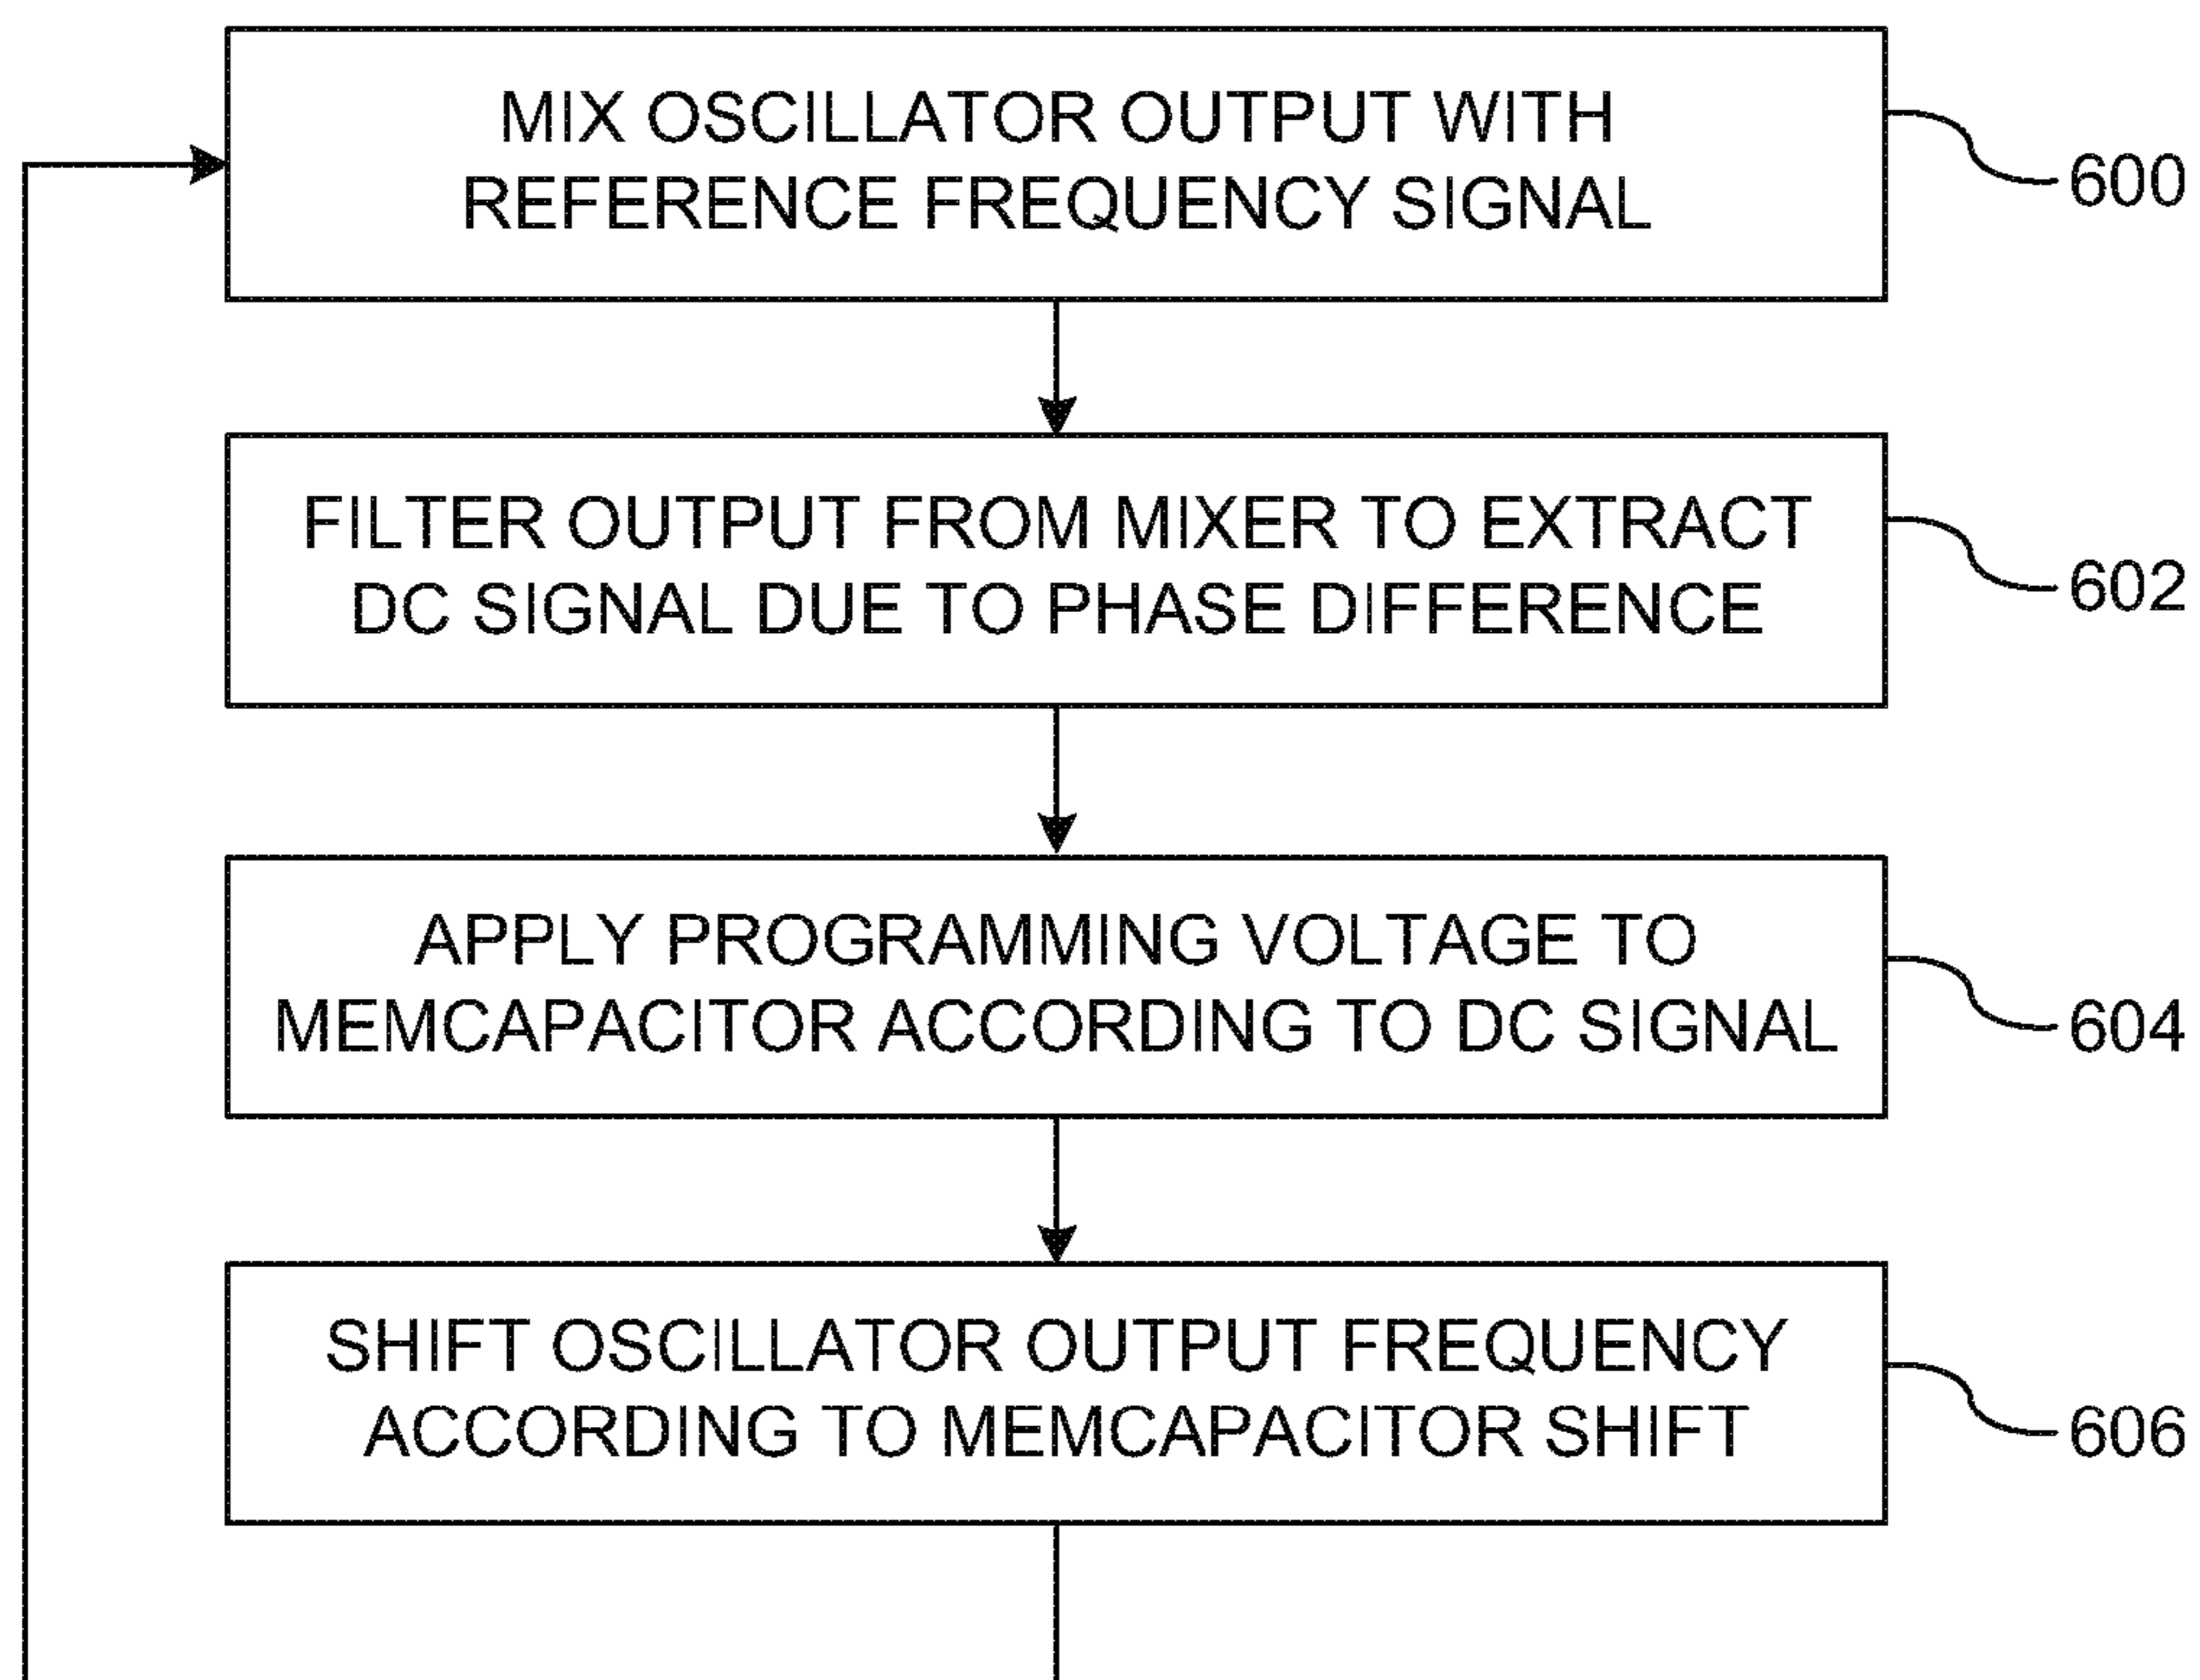 MIX OSCILLATOR OUTPUT WITH
REFERENCE FREQUENCY SIGNAL
600
FILTER OUTPUT FROM MIXER TO EXTRACT
DC SIGNAL DUE TO PHASE DIFFERENCE
602
APPLY PROGRAMMING VOLTAGE TO
MEMCAPACITOR ACCORDING TO DC SIGNAL
604
SHIFT OSCILLATOR OUTPUT FREQUENCY
ACCORDING TO MEMCAPACITOR SHIFT
606